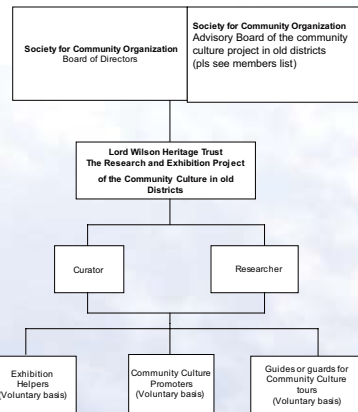 Society for Community Organization
Board of Directors
Society for Community Organization
Advisory Board of the community
culture project in old districts
(pls see members list)
Lord Wilson Heritage Trust
The Research and Exhibition Project
of the Community Culture in old
Districts
Curator
Researcher
Exhibition
Helpers
(Voluntary basis)
Community Culture
Promoters
(Voluntary basis)
Guides or guards for
Community Culture
tours
(Voluntary basis)